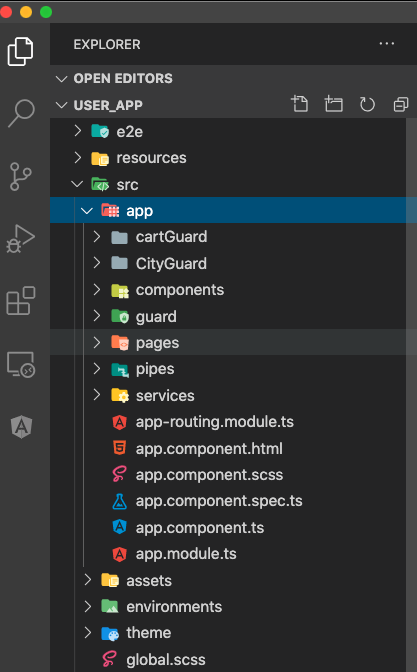 EXPLORER
OPEN EDITORS
USER_APP
e2e
resources
src
app
cartGuard
CityGuard
components
guard
pages
pipes
services
app-routing.module.ts
app.component.html
app.component.scss
app.component.spec.ts
app.component.ts
app.module.ts
assets
environments
theme
global.scss